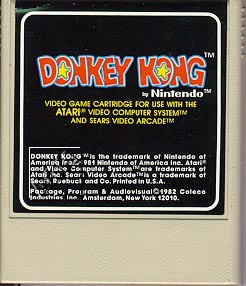 DONKEY KONG™
by Nintendo™
VIDEO GAME CARTRIDGE FOR USE WITH THE
ATARI® VIDEO COMPUTER SYSTEM™
AND SEARS VIDEO ARCADE™
DONKEY KONG™ is the trademark of Nintendo of
America Inc. 1981 Nintendo of America Inc. Atari®
and Video Computer System™ are trademarks of
Atari Inc. Sears Video Arcade™ is a trademark of
Sears, Roebuck and Co. Printed in U.S.A.
Package, Program & Audiovisual © 1982 Coleco
Industries, Inc. Amsterdam, New York 12010.